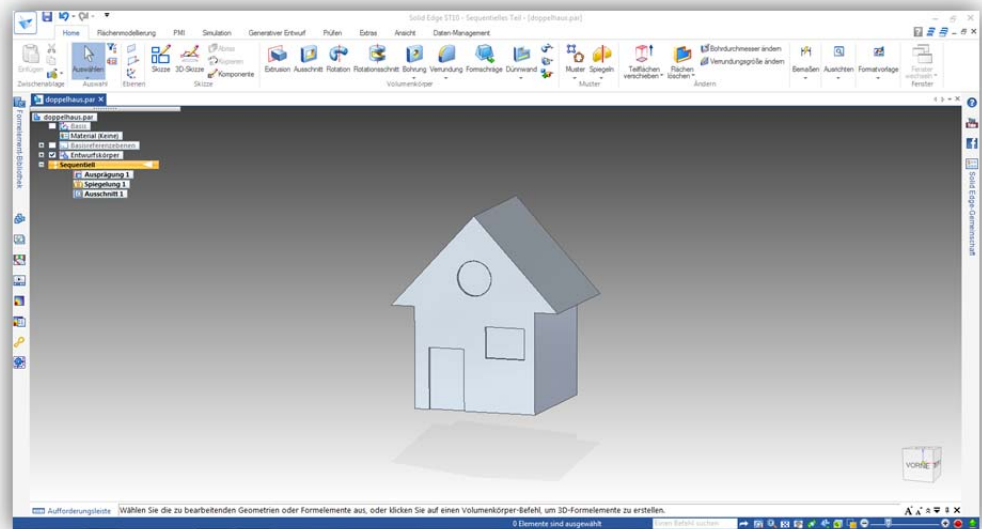 Solid Edge ST10 - Sequentielles Teil - [doppelhaus.par]
Home Flächenmodellierung PMI Simulation Generativer Entwurf Prüfen Extras Ansicht Daten-Management
Einfügen Auswählen Skizze 3D-Skizze Abriss Kopieren Komponente Extrusion Ausschnitt Rotation Rotationsschnitt Bohrung Verrundung Formschräge Dünnwand Muster Spiegeln Teilflächen verschieben Flächen löschen Bohrdurchmesser ändern Verrundungsgröße ändern Bemaßen Ausrichten Formatvorlage Fenster wechseln
Zwischenablage Auswahl Ebenen Skizze Volumenkörper Muster Ändern Fenster
doppelhaus.par
Formelement-Bibliothek
doppelhaus.par
Basis
Material (Keine)
Basisreferenzebenen
Entwurfskörper
Sequentiell
Ausprägung 1
Spiegelung 1
Ausschnitt 1
Solid Edge-Gemeinschaft
VORNE
Aufforderungsleiste Wählen Sie die zu bearbeitenden Geometrien oder Formelemente aus, oder klicken Sie auf einen Volumenkörper-Befehl, um 3D-Formelemente zu erstellen.
0 Elemente sind ausgewählt